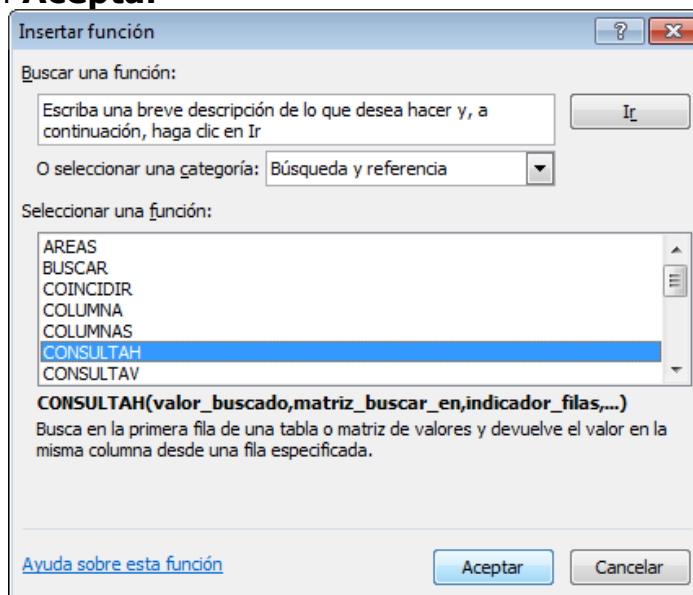 Aceptar
Insertar función
Buscar una función:
Escriba una breve descripción de lo que desea hacer y, a
continuación, haga clic en Ir
Ir
O seleccionar una categoría: Búsqueda y referencia
Seleccionar una función:
AREAS
BUSCAR
COINCIDIR
COLUMNA
COLUMNAS
CONSULTAH
CONSULTAV
CONSULTAH(valor_buscado,matriz_buscar_en,indicador_filas,...)
Busca en la primera fila de una tabla o matriz de valores y devuelve el valor en la
misma columna desde una fila especificada.
Ayuda sobre esta función
Aceptar Cancelar